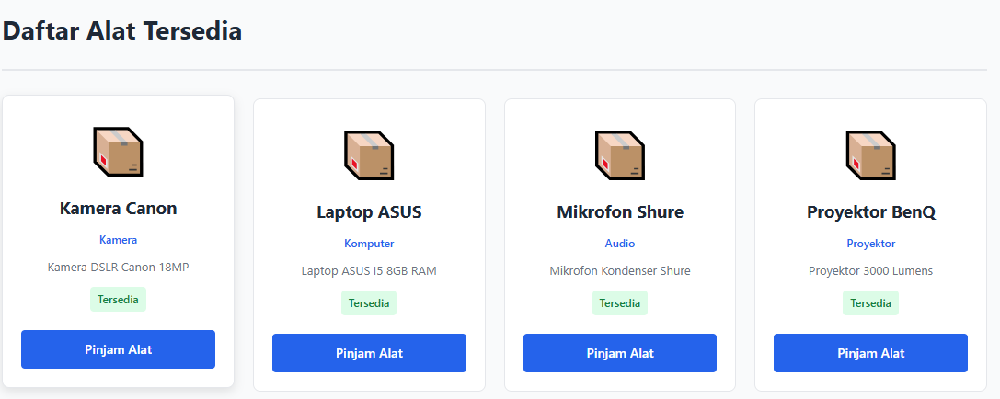 Daftar Alat Tersedia
Kamera Canon
Kamera
Kamera DSLR Canon 18MP
Tersedia
Pinjam Alat
Laptop ASUS
Komputer
Laptop ASUS I5 8GB RAM
Tersedia
Pinjam Alat
Mikrofon Shure
Audio
Mikrofon Kondenser Shure
Tersedia
Pinjam Alat
Proyektor BenQ
Proyektor
Proyektor 3000 Lumens
Tersedia
Pinjam Alat